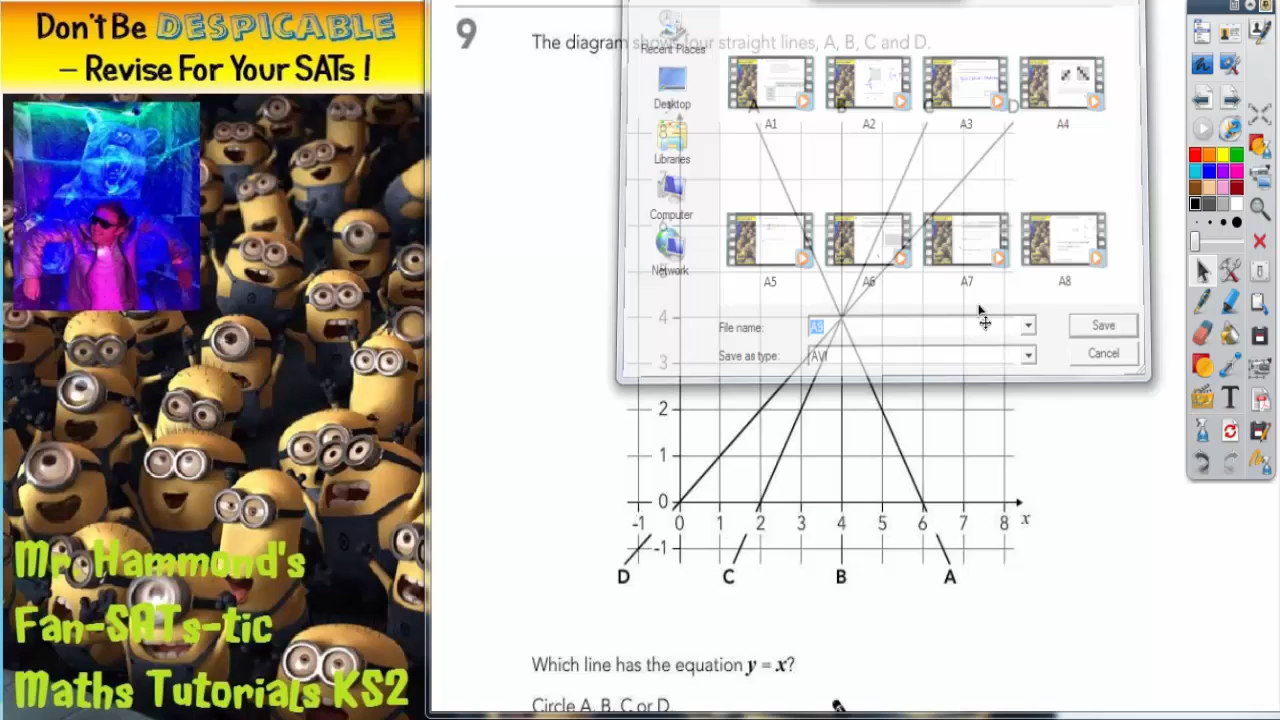 Don't Be DESPICABLE
– Revise For Your SATs !
Mr. Hammond's
Fan-SATs-tic
Maths Tutorials KS2
9
The diagram shows four straight lines, A, B, C and D.
Recent Places
Desktop
Libraries
Computer
Network
A1 A2 A3 A4
A B C D
A5 A6 A7 A8
File name: A9
Save as type: AVI
Save
Cancel
8
7
4
3
2
1
0
-1 0 1 2 3 4 5 6 7 8 x
-1
D C B A
Which line has the equation y = x?
Circle A, B, C or D.
T